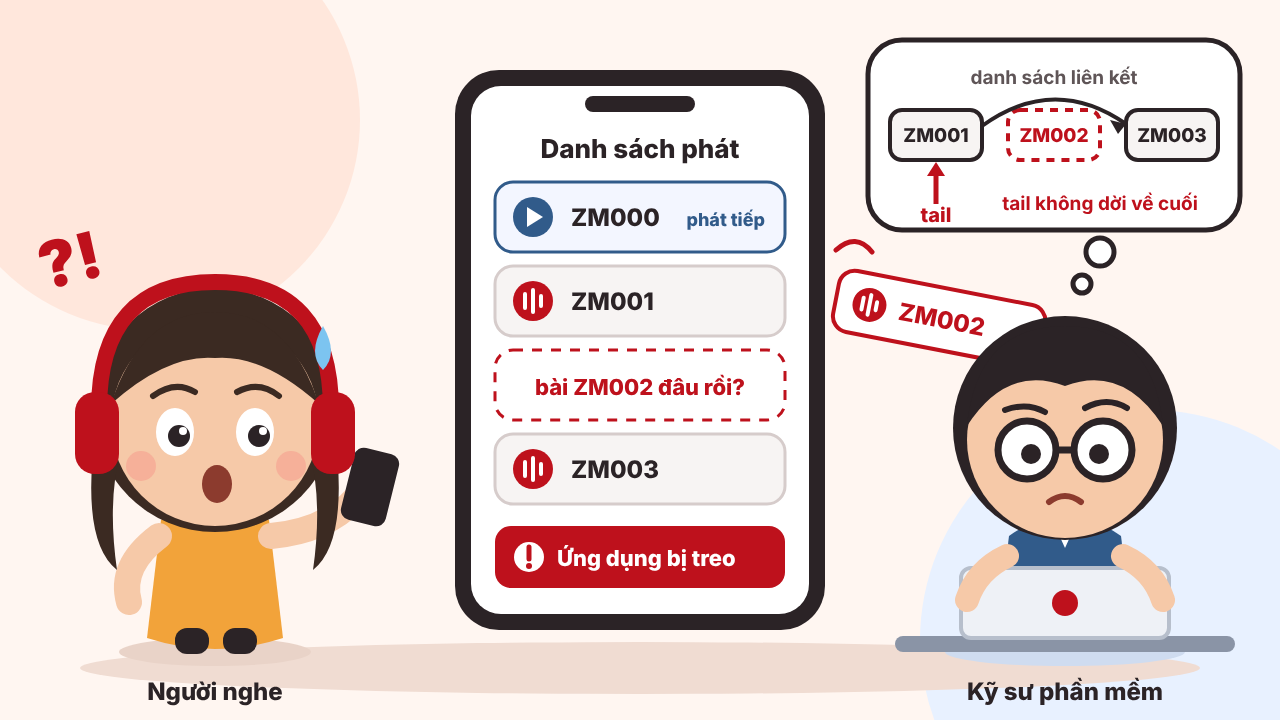 danh sách liên kết
ZM001
ZM002
ZM003
tail
tail không dời về cuối
Danh sách phát
ZM000 phát tiếp
ZM001
bài ZM002 đâu rồi?
ZM003
Ứng dụng bị treo
ZM002
?!
Người nghe
Kỹ sư phần mềm